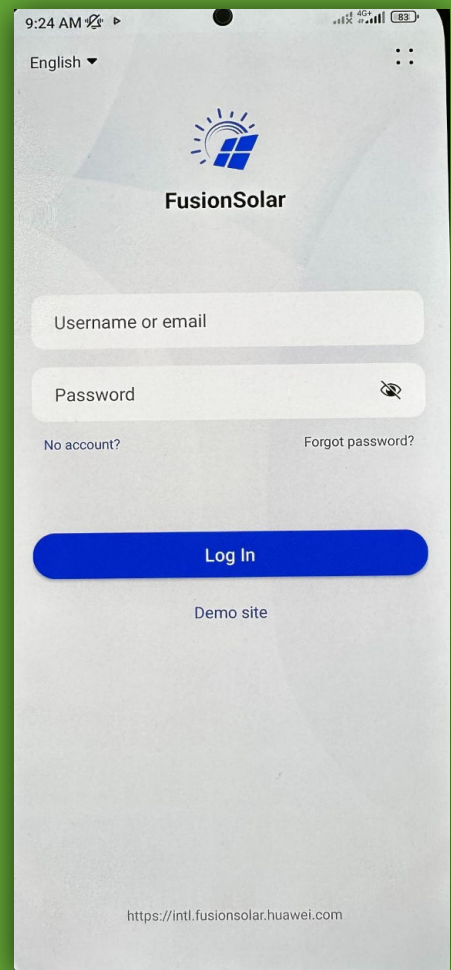 9:24 AM
4G+
83
English
FusionSolar
Username or email
Password
No account?
Forgot password?
Log In
Demo site
https://intl.fusionsolar.huawei.com